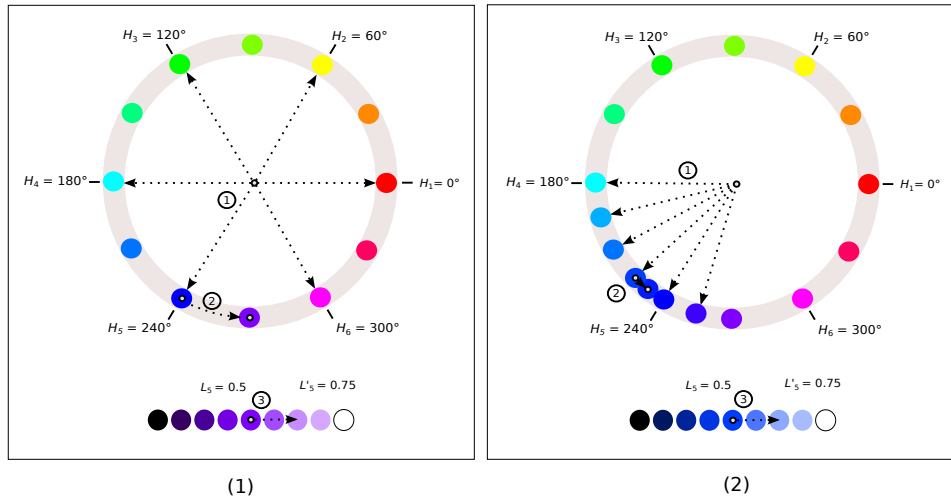 H₃ = 120°
H₂ = 60°
H₄ = 180°
H₁= 0°
1
2
H₅ = 240°
H₆ = 300°
L₅ = 0.5
L'₅ = 0.75
3
(1)
H₃ = 120°
H₂ = 60°
1
H₄ = 180°
H₁= 0°
2
H₅ = 240°
H₆ = 300°
L₅ = 0.5
L'₅ = 0.75
3
(2)